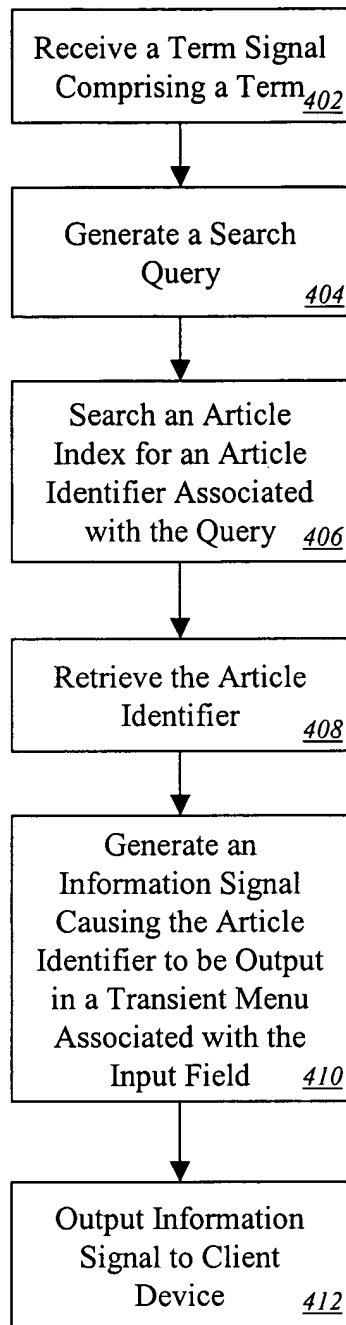 Receive a Term Signal
Comprising a Term 402
Generate a Search
Query
404
Search an Article
Index for an Article
Identifier Associated
with the Query 406
Retrieve the Article
Identifier 408
Generate an
Information Signal
Causing the Article
Identifier to be Output
in a Transient Menu
Associated with the
Input Field 410
Output Information
Signal to Client
Device 412